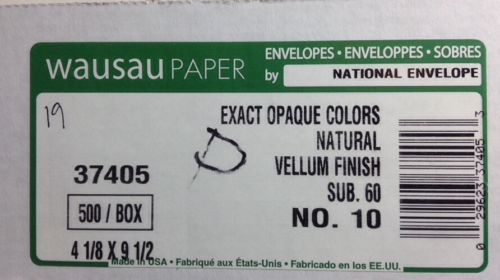 wausau PAPER
ENVELOPES • ENVELOPPES • SOBRES
by NATIONAL ENVELOPE
19
D
EXACT OPAQUE COLORS
NATURAL
VELLUM FINISH
SUB. 60
NO. 10
37405
500 / BOX
4 1/8 X 9 1/2
Made in USA • Fabriqué aux États-Unis • Fabricado en los EE.UU.
0 29623 37405 3